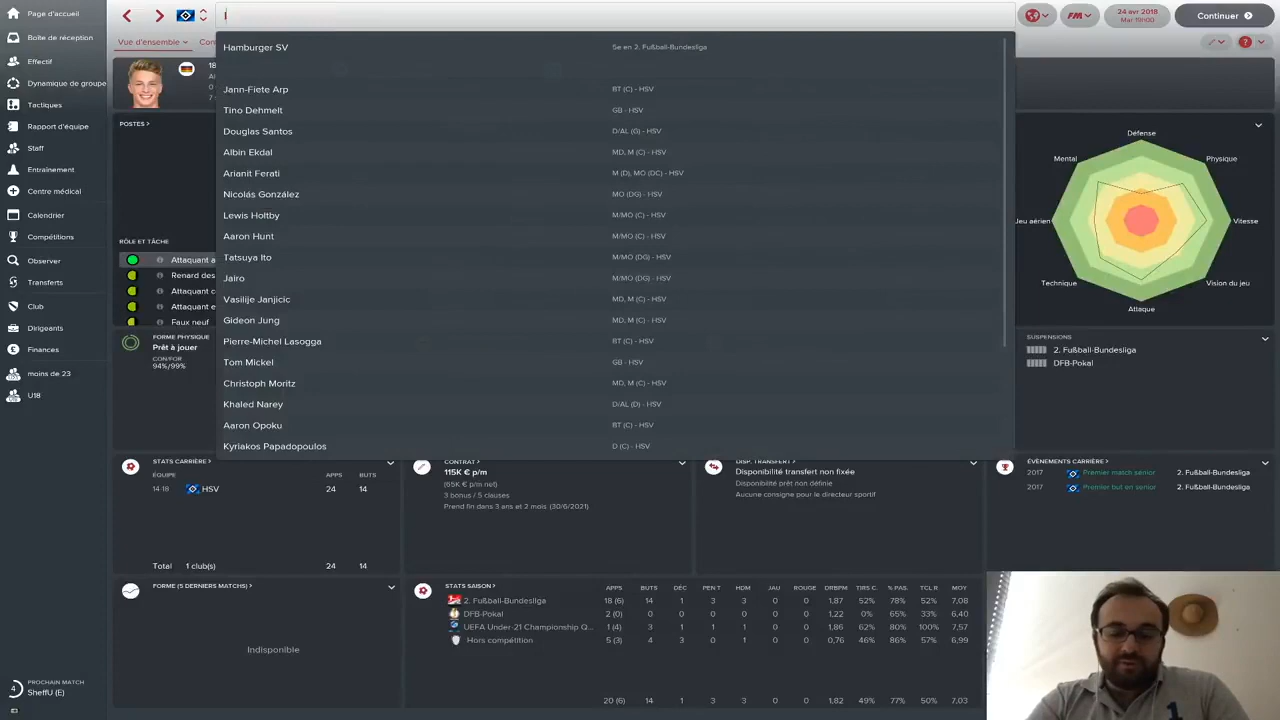 Page d'accueil
Boîte de réception
Effectif
Dynamique de groupe
Tactiques
Rapport d'équipe
Staff
Entraînement
Centre médical
Calendrier
Compétitions
Observer
Transferts
Club
Dirigeants
Finances
moins de 23
U18
PROCHAIN MATCH
SheffU (E)
24 avr 2018
Mar 19h00
Continuer
FM
Vue d'ensemble
POSTES >
RÔLE ET TÂCHE
Attaquant a
Renard des
Attaquant c
Attaquant e
Faux neuf
FORME PHYSIQUE
Prêt à jouer
CON/FOR
94%/99%
Hamburger SV 5e en 2. Fußball-Bundesliga
Jann-Fiete Arp BT (C) - HSV
Tino Dehmelt GB - HSV
Douglas Santos D/AL (G) - HSV
Albin Ekdal MD, M (C) - HSV
Arianit Ferati M (D), MO (DC) - HSV
Nicolás González MO (DG) - HSV
Lewis Holtby M/MO (C) - HSV
Aaron Hunt M/MO (C) - HSV
Tatsuya Ito M/MO (DG) - HSV
Jairo M/MO (DG) - HSV
Vasilije Janjicic MD, M (C) - HSV
Gideon Jung MD, M (C) - HSV
Pierre-Michel Lasogga BT (C) - HSV
Tom Mickel GB - HSV
Christoph Moritz MD, M (C) - HSV
Khaled Narey D/AL (D) - HSV
Aaron Opoku BT (C) - HSV
Kyriakos Papadopoulos D (C) - HSV
Défense
Mental Physique
Jeu aérien Vitesse
Technique Vision du jeu
Attaque
SUSPENSIONS
2. Fußball-Bundesliga
DFB-Pokal
STATS CARRIÈRE >
ÉQUIPE APPS BUTS
14-18 HSV 24 14
Total 1 club(s) 24 14
CONTRAT >
115K € p/m
(65K € p/m net)
3 bonus / 5 clauses
Prend fin dans 3 ans et 2 mois (30/6/2021)
DISP. TRANSFERT >
Disponibilité transfert non fixée
Disponibilité prêt non définie
Aucune consigne pour le directeur sportif
ÉVÈNEMENTS CARRIÈRE >
2017 Premier match senior 2. Fußball-Bundesliga
2017 Premier but en senior 2. Fußball-Bundesliga
FORME (5 DERNIERS MATCHS) >
Indisponible
STATS SAISON > APPS BUTS DÉC PEN T HDM JAU ROUGE DRBPM TIRS C. % PAS. TCL R MOY
2. Fußball-Bundesliga 18 (6) 14 1 3 3 0 0 1,87 52% 78% 52% 7,08
DFB-Pokal 2 (0) 0 0 0 0 0 0 1,22 0% 65% 33% 6,40
UEFA Under-21 Championship Q... 1 (4) 3 1 1 1 0 0 1,86 62% 80% 100% 7,57
Hors compétition 5 (3) 4 3 0 1 0 0 0,76 46% 86% 57% 6,99
20 (6) 14 1 3 3 0 0 1,82 49% 77% 50% 7,03